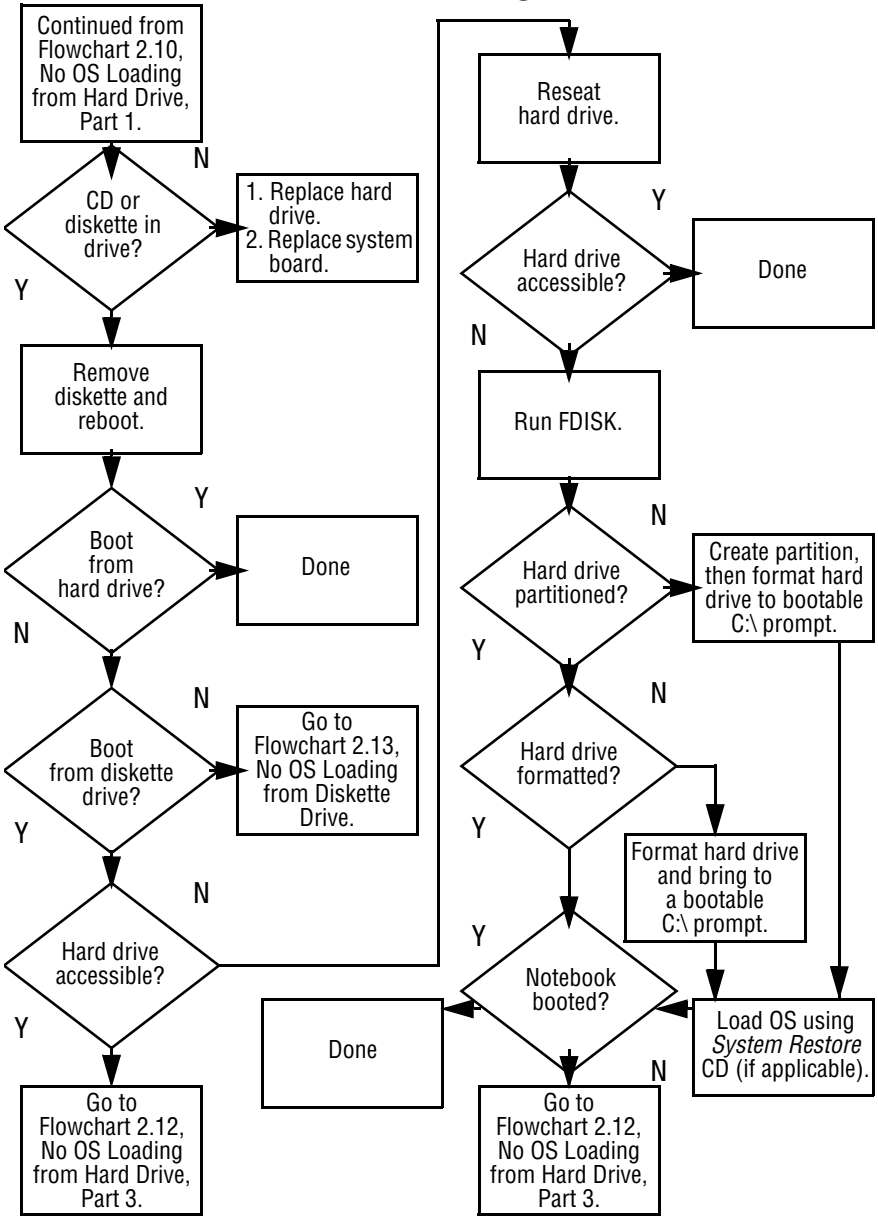 Continued from
Flowchart 2.10,
No OS Loading
from Hard Drive,
Part 1.
N
CD or
diskette in
drive?
1. Replace hard
drive.
2. Replace system
board.
Y
Remove
diskette and
reboot.
Y
Boot
from
hard drive?
Done
N
N
Boot
from diskette
drive?
Go to
Flowchart 2.13,
No OS Loading
from Diskette
Drive.
Y
N
Hard drive
accessible?
Y
Go to
Flowchart 2.12,
No OS Loading
from Hard Drive,
Part 3.
Reseat
hard drive.
Y
Hard drive
accessible?
Done
N
Run FDISK.
N
Hard drive
partitioned?
Create partition,
then format hard
drive to bootable
C:\ prompt.
Y
N
Hard drive
formatted?
Y
Format hard drive
and bring to
a bootable
C:\ prompt.
Y
Notebook
booted?
Done
Load OS using
System Restore
CD (if applicable).
N
Go to
Flowchart 2.12,
No OS Loading
from Hard Drive,
Part 3.